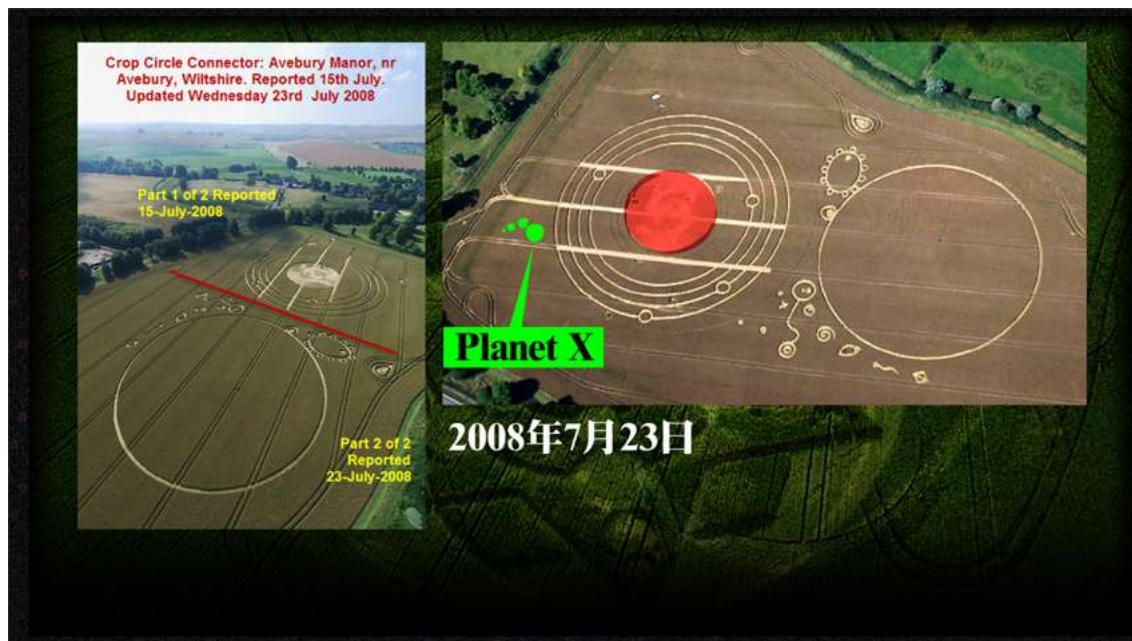 Crop Circle Connector: Avebury Manor, nr
Avebury, Wiltshire. Reported 15th July.
Updated Wednesday 23rd July 2008
Part 1 of 2 Reported
15-July-2008
Part 2 of 2
Reported
23-July-2008
Planet X
2008年7月23日